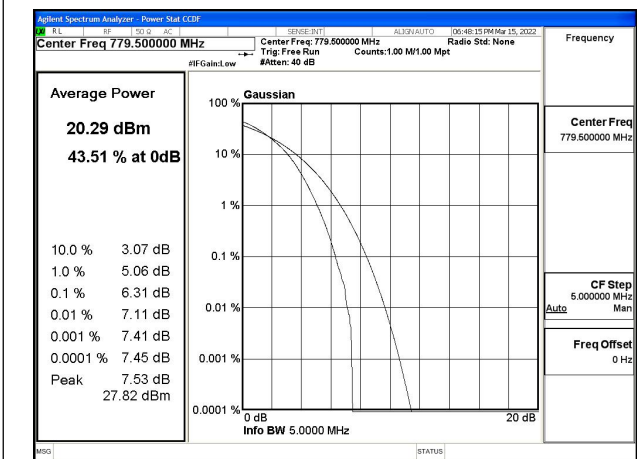 Agilent Spectrum Analyzer - Power Stat CCDF
RL RF 50 Ω AC SENSE:INT ALIGN AUTO 06:48:15 PM Mar 15, 2022
Center Freq 779.500000 MHz
Center Freq: 779.500000 MHz Radio Std: None
Trig: Free Run Counts:1.00 M/1.00 Mpt
#IFGain:Low #Atten: 40 dB
Average Power
20.29 dBm
43.51 % at 0dB
10.0 % 3.07 dB
1.0 % 5.06 dB
0.1 % 6.31 dB
0.01 % 7.11 dB
0.001 % 7.41 dB
0.0001 % 7.45 dB
Peak 7.53 dB
27.82 dBm
Gaussian
100 %
10 %
1 %
0.1 %
0.01 %
0.001 %
0.0001 %
0 dB 20 dB
Info BW 5.0000 MHz
Frequency
Center Freq
779.500000 MHz
CF Step
5.000000 MHz
Auto Man
Freq Offset
0 Hz
MSG STATUS